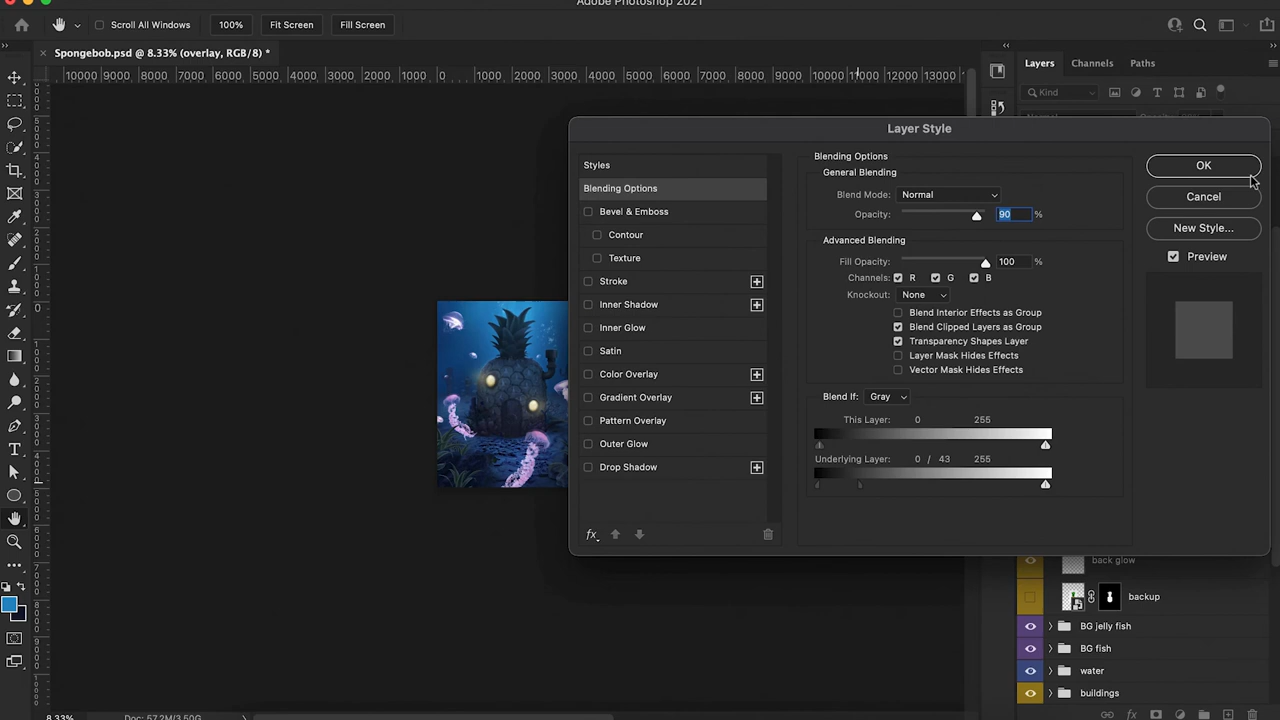 Adobe Photoshop 2021
Scroll All Windows 100% Fit Screen Fill Screen
Spongebob.psd @ 8.33% (overlay, RGB/8) *
10000 9000 8000 7000 6000 5000 4000 3000 2000 1000 0 1000 2000 3000 4000 5000 6000 7000 8000 9000 10000 11000 12000 13000
Layers Channels Paths
Kind
Layer Style
Styles
Blending Options
Bevel & Emboss
Contour
Texture
Stroke
Inner Shadow
Inner Glow
Satin
Color Overlay
Gradient Overlay
Pattern Overlay
Outer Glow
Drop Shadow
fx
Blending Options
General Blending
Blend Mode: Normal
Opacity: 90 %
Advanced Blending
Fill Opacity: 100 %
Channels: R G B
Knockout: None
Blend Interior Effects as Group
Blend Clipped Layers as Group
Transparency Shapes Layer
Layer Mask Hides Effects
Vector Mask Hides Effects
Blend If: Gray
This Layer: 0 255
Underlying Layer: 0 / 43 255
OK
Cancel
New Style...
Preview
back glow
backup
BG jelly fish
BG fish
water
buildings
8.33% Doc: 57.2M/3.50G